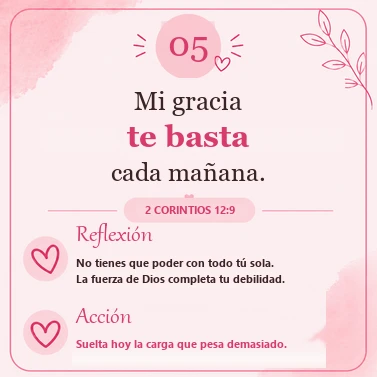 05
Mi gracia
te basta
cada mañana.
2 CORINTIOS 12:9
Reflexión
No tienes que poder con todo tú sola.
La fuerza de Dios completa tu debilidad.
Acción
Suelta hoy la carga que pesa demasiado.